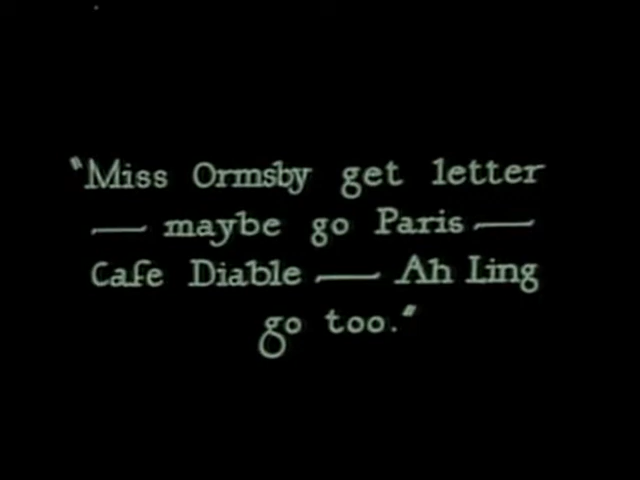 "Miss Ormsby get letter
— maybe go Paris —
Cafe Diable — Ah Ling
go too."